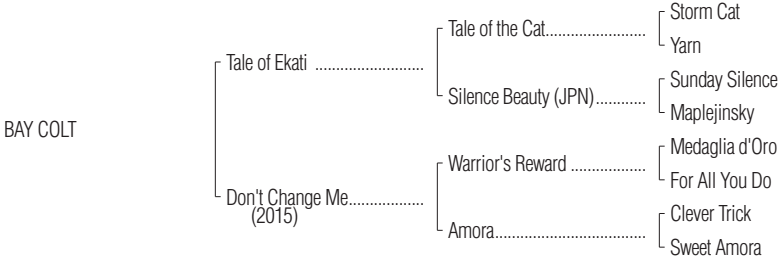 Storm Cat
Tale of the Cat........................
Yarn
Tale of Ekati ..........................
Sunday Silence
Silence Beauty (JPN)............
Maplejinsky
BAY COLT
Medaglia d'Oro
Warrior's Reward ..................
For All You Do
Don't Change Me..................
(2015)
Clever Trick
Amora....................................
Sweet Amora